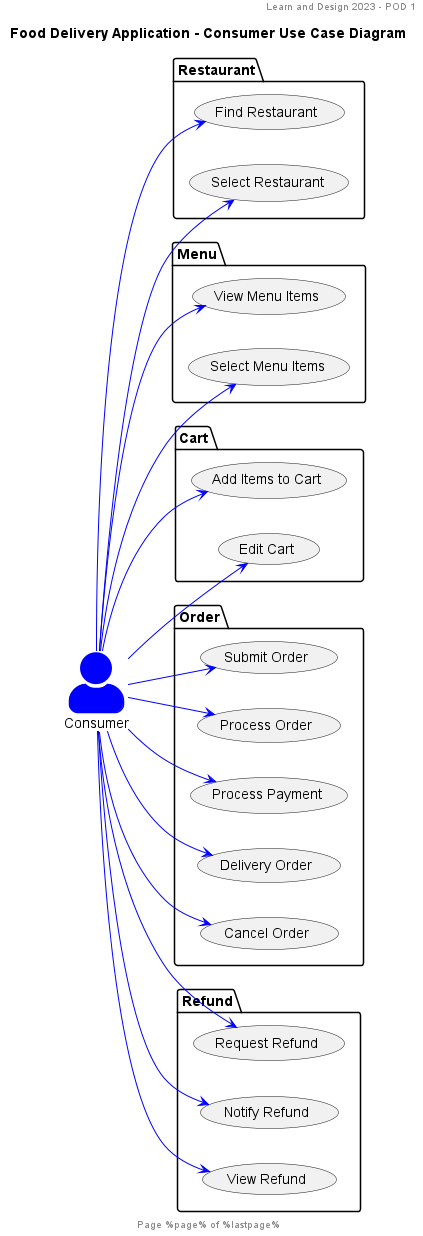 Learn and Design 2023 - POD 1
Food Delivery Application - Consumer Use Case Diagram
Restaurant
Find Restaurant
Select Restaurant
Menu
View Menu Items
Select Menu Items
Cart
Add Items to Cart
Edit Cart
Order
Submit Order
Process Order
Consumer
Process Payment
Delivery Order
Cancel Order
Refund
Request Refund
Notify Refund
View Refund
Page %page% of %lastpage%